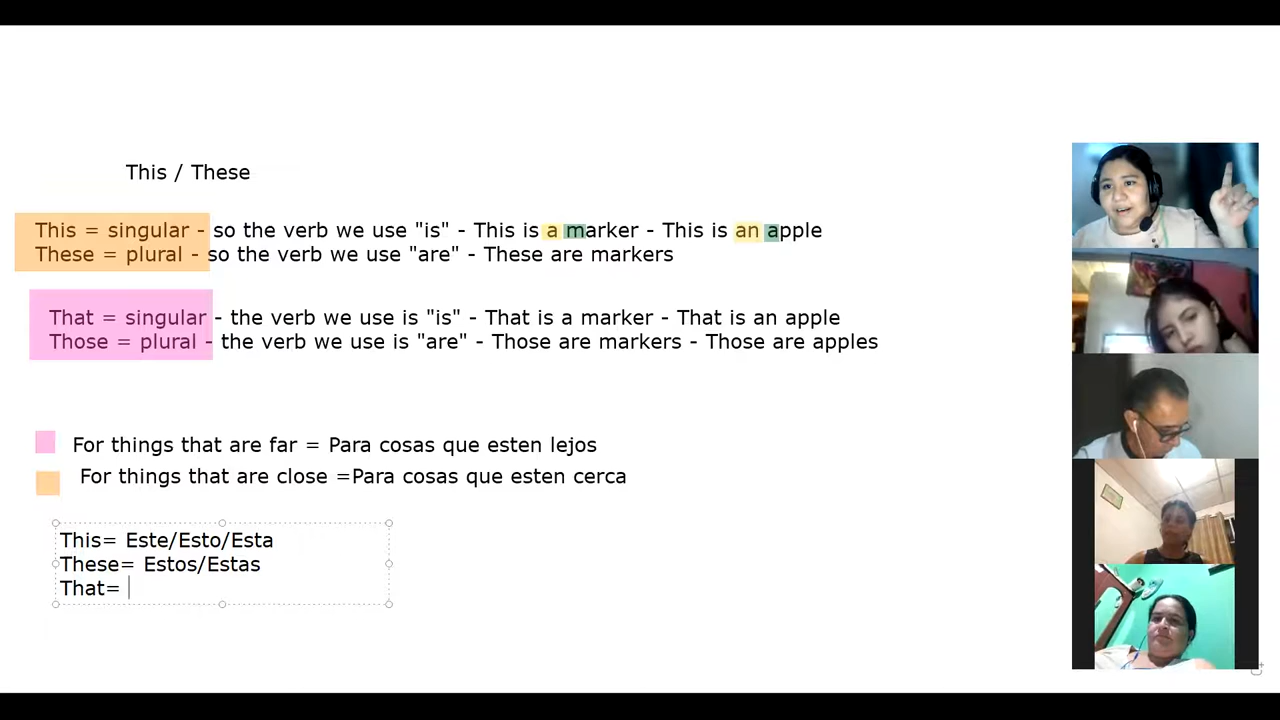 This / These
This = singular - so the verb we use "is" - This is a marker - This is an apple
These = plural - so the verb we use "are" - These are markers
That = singular - the verb we use is "is" - That is a marker - That is an apple
Those = plural - the verb we use is "are" - Those are markers - Those are apples
For things that are far = Para cosas que esten lejos
For things that are close =Para cosas que esten cerca
This= Este/Esto/Esta
These= Estos/Estas
That=